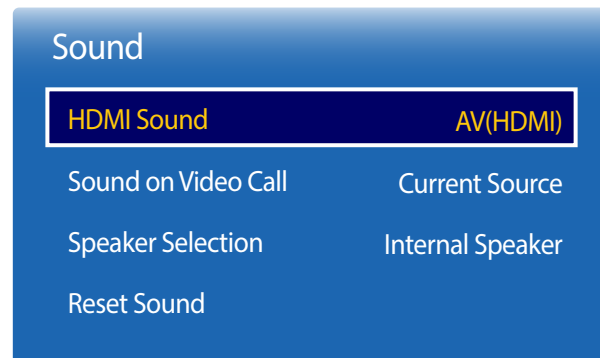 Sound
HDMI Sound AV(HDMI)
Sound on Video Call Current Source
Speaker Selection Internal Speaker
Reset Sound